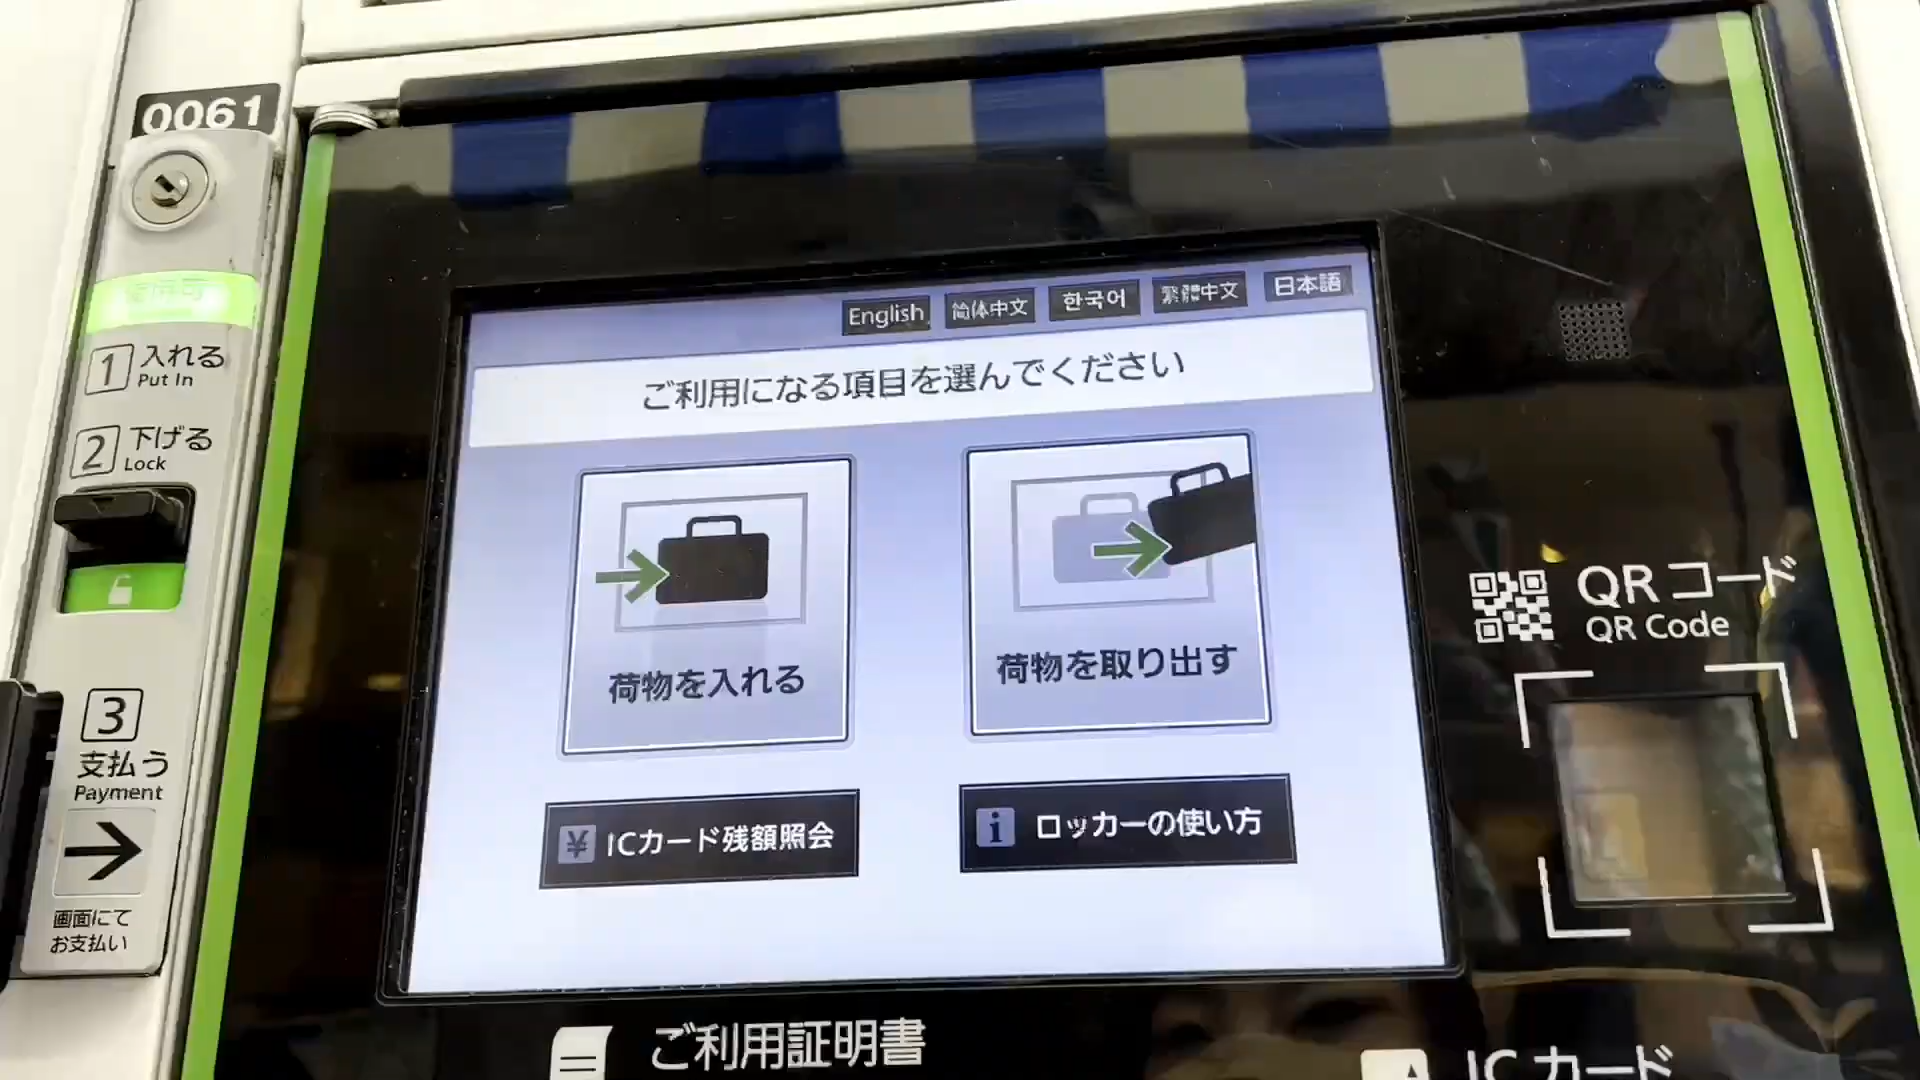 0061
1 入れる
Put In
2 下げる
Lock
3
支払う
Payment
画面にて
お支払い
English 简体中文 한국어 繁體中文 日本語
ご利用になる項目を選んでください
荷物を入れる
荷物を取り出す
¥ ICカード残額照会
i ロッカーの使い方
QRコード
QR Code
ご利用証明書
ICカード